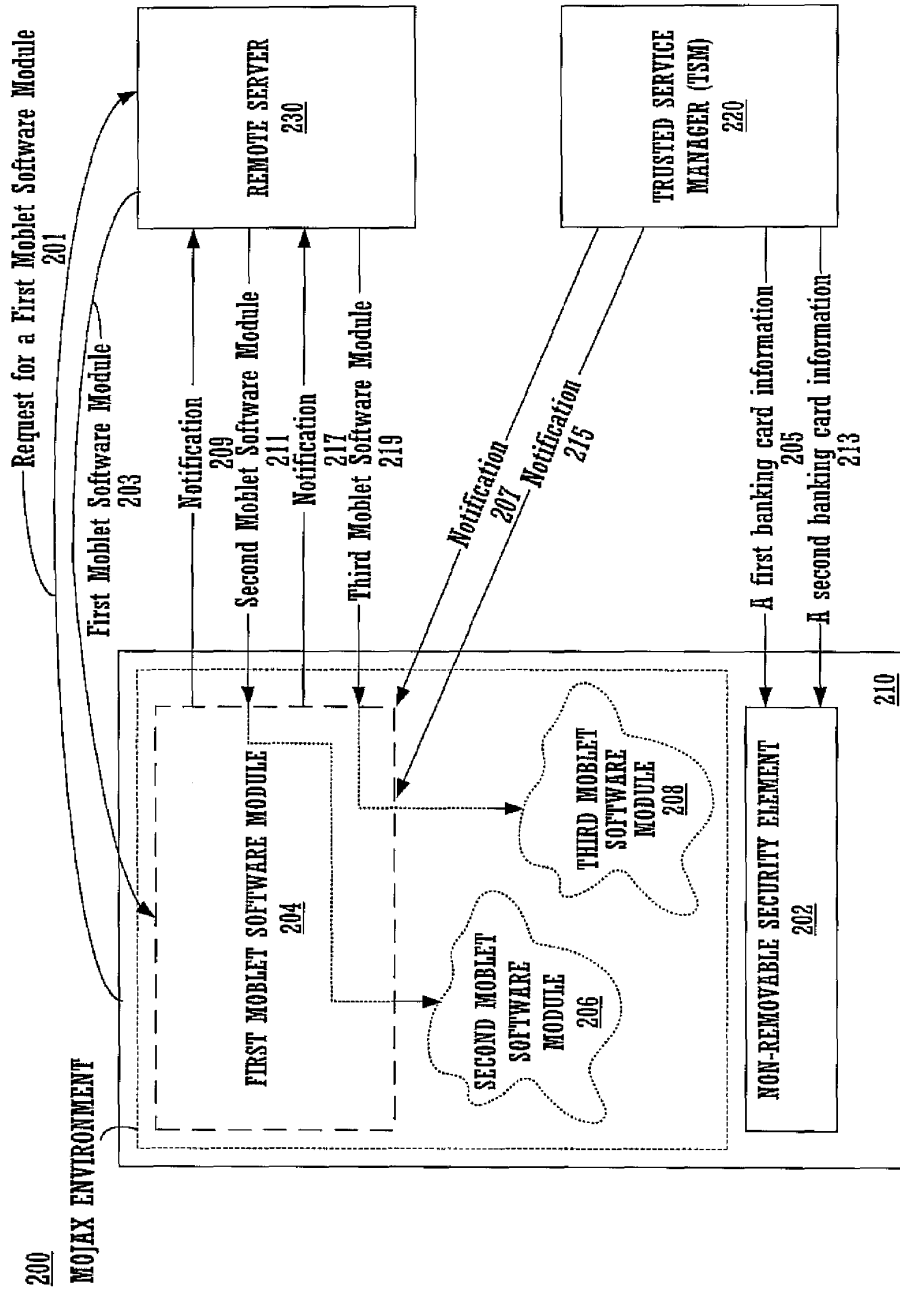 200
MOJAX ENVIRONMENT
Request for a First Moblet Software Module
201
First Moblet Software Module
203
FIRST MOBLET SOFTWARE MODULE
204
Notification
209
Second Moblet Software Module
211
Notification
217
Third Moblet Software Module
219
REMOTE SERVER
230
SECOND MOBLET
SOFTWARE
MODULE
206
THIRD MOBLET
SOFTWARE
MODULE
208
Notification
207
Notification
215
TRUSTED SERVICE
MANAGER (TSM)
220
NON-REMOVABLE SECURITY ELEMENT
202
A first banking card information
205
A second banking card information
213
210